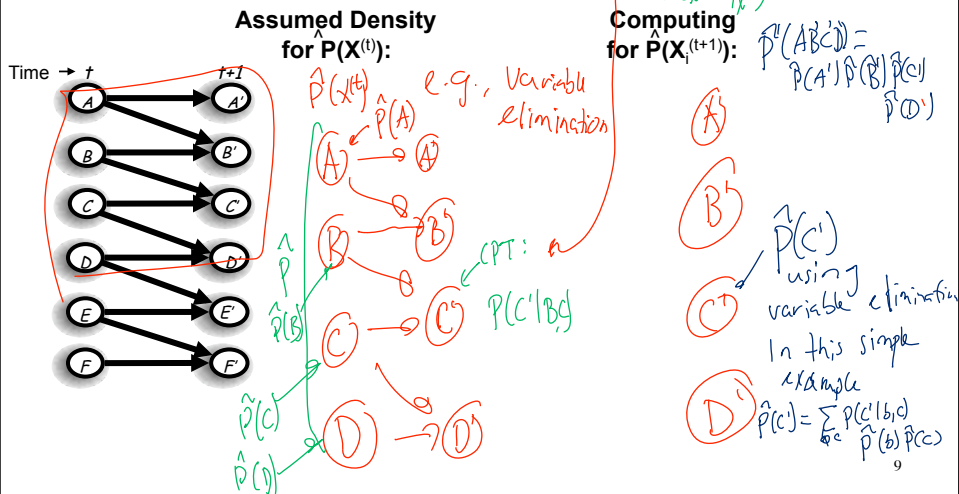 Assumed Density
for P̂(X⁽ᵗ⁾):
Computing
for P̂(Xᵢ⁽ᵗ⁺¹⁾):
Time → t
t+1
A
A'
B
B'
C
C'
D
D'
E
E'
F
F'
P̂(X⁽ᵗ⁾)
e.g., variable
elimination
P̂(A)
A → A'
B
B'
P̂
P̂(B)
CPT:
P(C'|B,C)
C → C'
P̂(C)
P̂(D)
D → D'
P̂'(A'B'C'D') =
P̂(A') P̂(B') P̂(C')
P̂(D')
A'
B'
C'
D'
P̂(C')
using
variable elimination
In this simple
example
P̂(C') = Σ P(C'|b,c)
P̂(b) P̂(c)
9